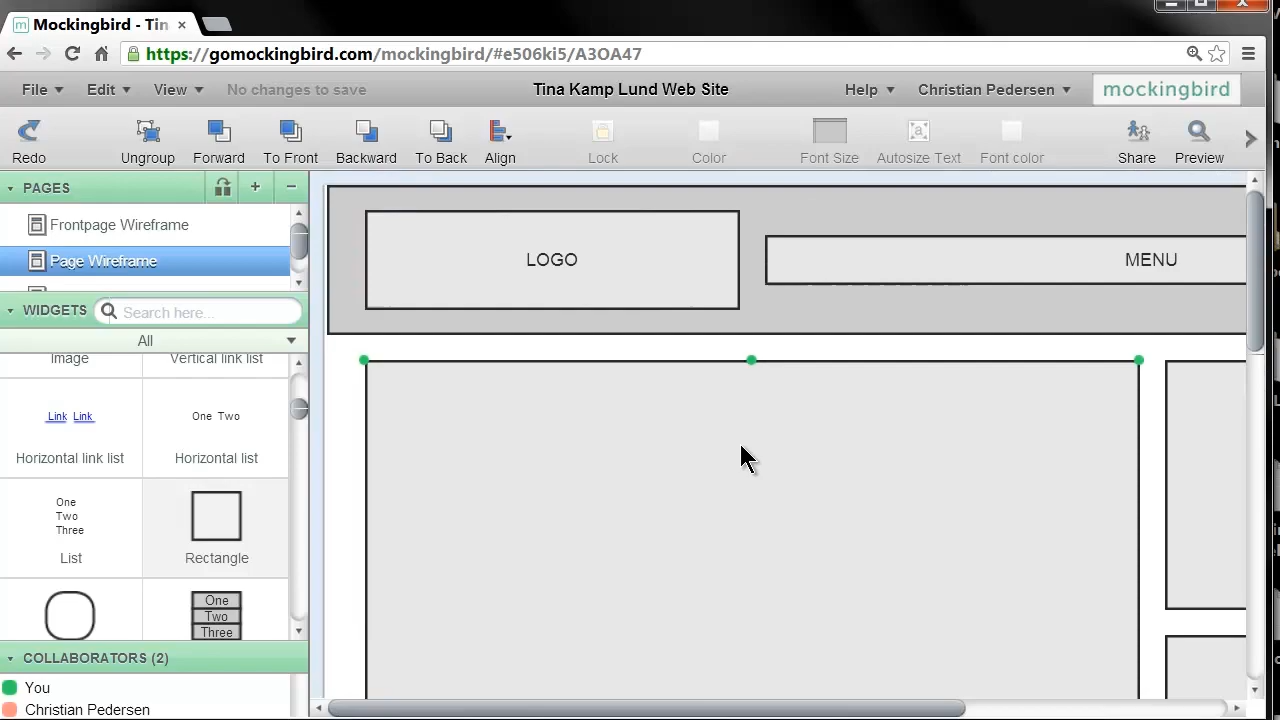 Mockingbird - Tin
https://gomockingbird.com/mockingbird/#e506ki5/A3OA47
File Edit View No changes to save Tina Kamp Lund Web Site Help Christian Pedersen mockingbird
Redo Ungroup Forward To Front Backward To Back Align Lock Color Font Size Autosize Text Font color Share Preview
PAGES
Frontpage Wireframe
Page Wireframe
WIDGETS Search here...
All
Image Vertical link list
Link Link One Two
Horizontal link list Horizontal list
One
Two
Three
List Rectangle
One
Two
Three
COLLABORATORS (2)
You
Christian Pedersen
LOGO
MENU